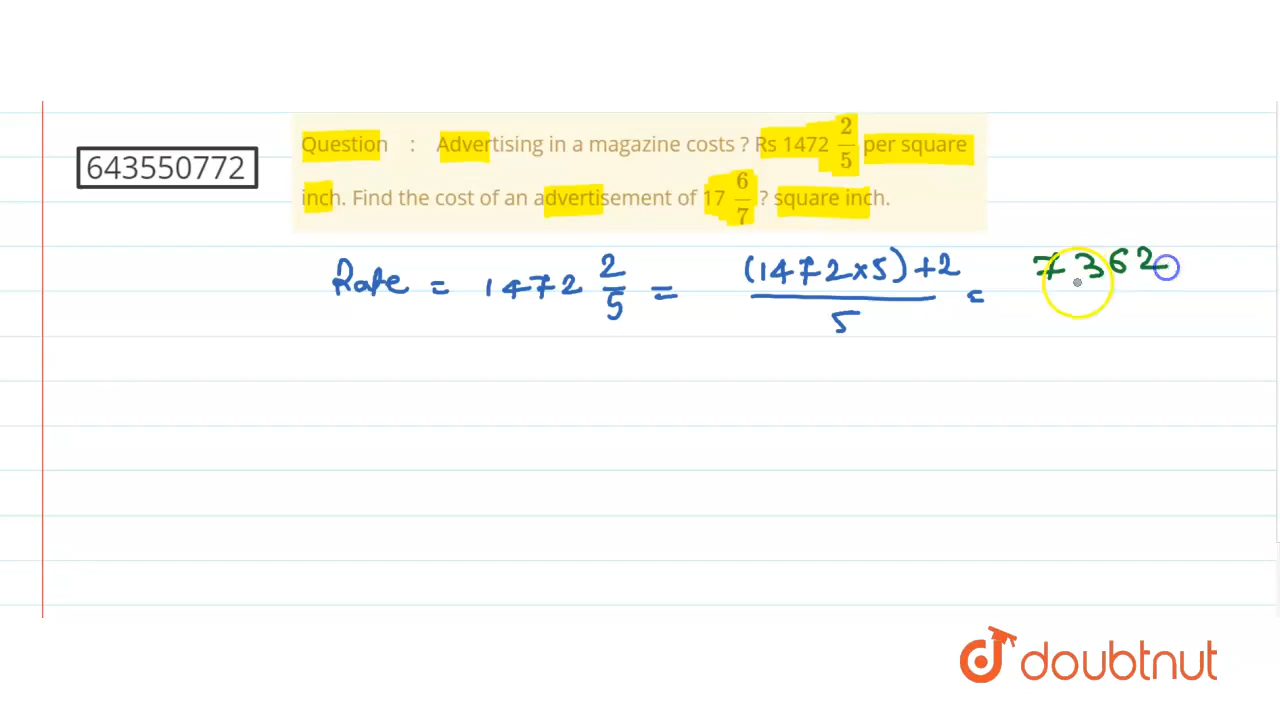 643550772
Question : Advertising in a magazine costs ? Rs 1472 2/5 per square
inch. Find the cost of an advertisement of 17 6/7 ? square inch.
Rate = 1472 2/5 = (1472×5)+2/5 = 7362
doubtnut